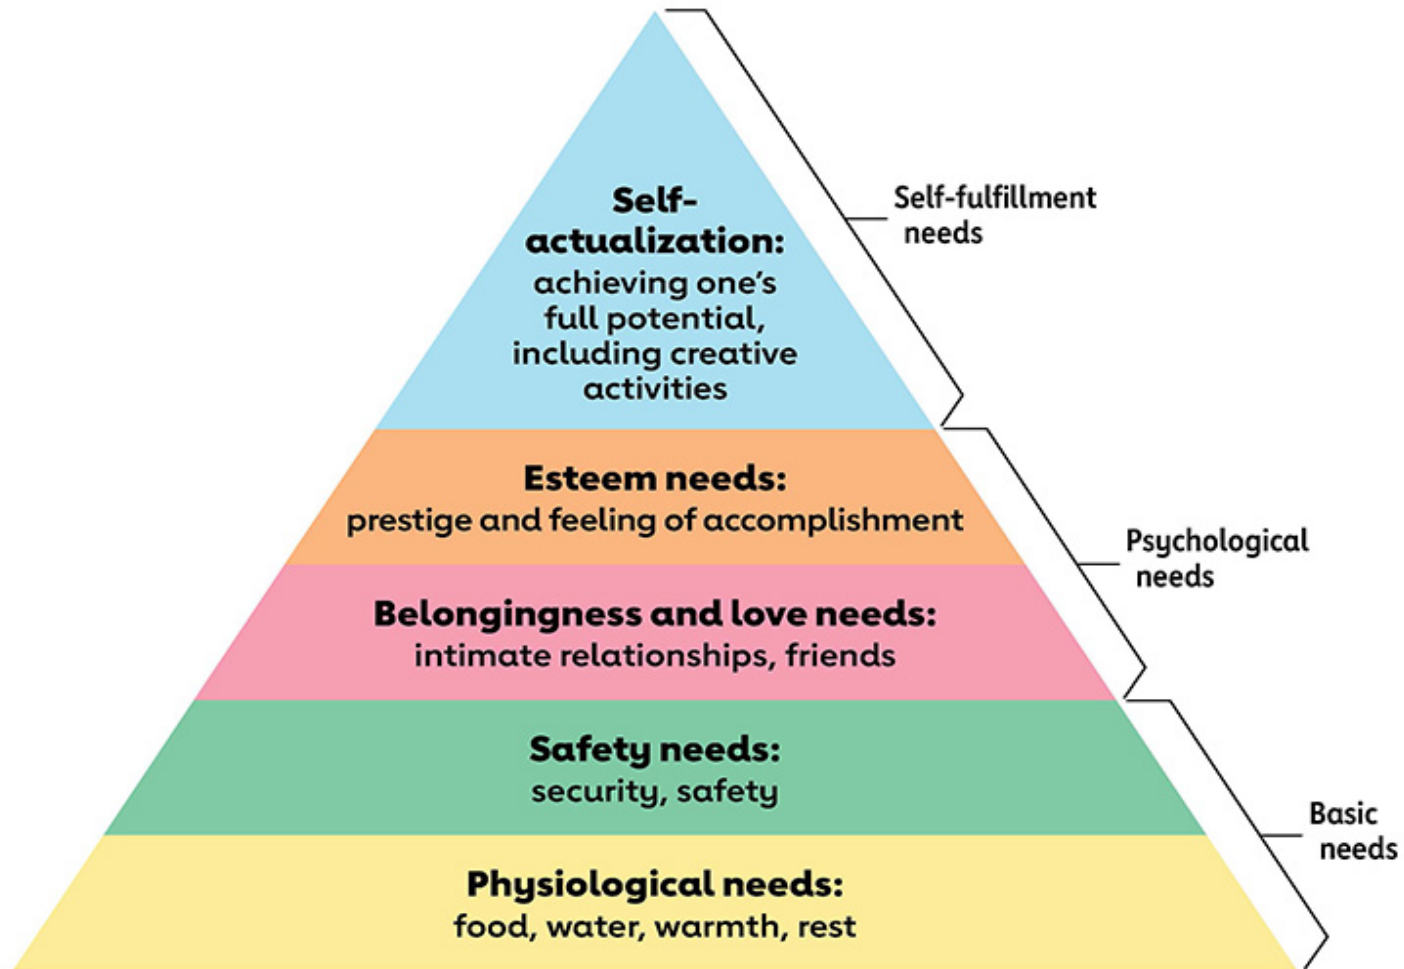 Self-
actualization:
achieving one's
full potential,
including creative
activities
Self-fulfillment
needs
Esteem needs:
prestige and feeling of accomplishment
Belongingness and love needs:
intimate relationships, friends
Psychological
needs
Safety needs:
security, safety
Physiological needs:
food, water, warmth, rest
Basic
needs